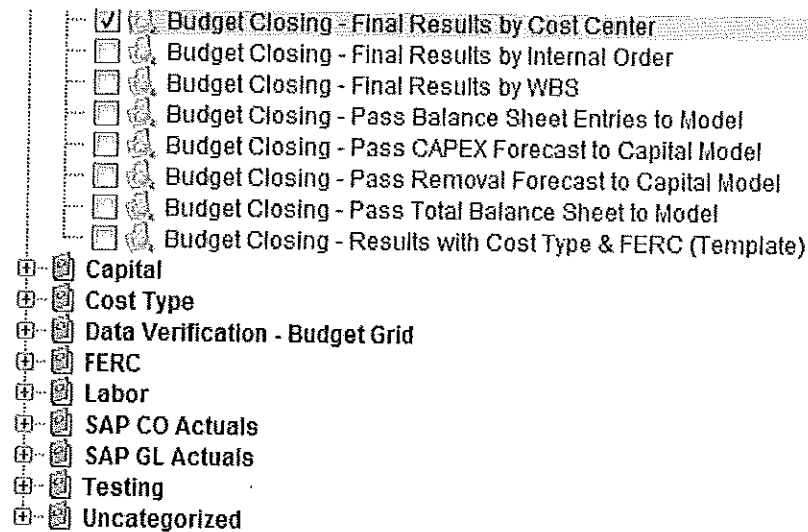 Budget Closing - Final Results by Cost Center
Budget Closing - Final Results by Internal Order
Budget Closing - Final Results by WBS
Budget Closing - Pass Balance Sheet Entries to Model
Budget Closing - Pass CAPEX Forecast to Capital Model
Budget Closing - Pass Removal Forecast to Capital Model
Budget Closing - Pass Total Balance Sheet to Model
Budget Closing - Results with Cost Type & FERC (Template)
Capital
Cost Type
Data Verification - Budget Grid
FERC
Labor
SAP CO Actuals
SAP GL Actuals
Testing
Uncategorized